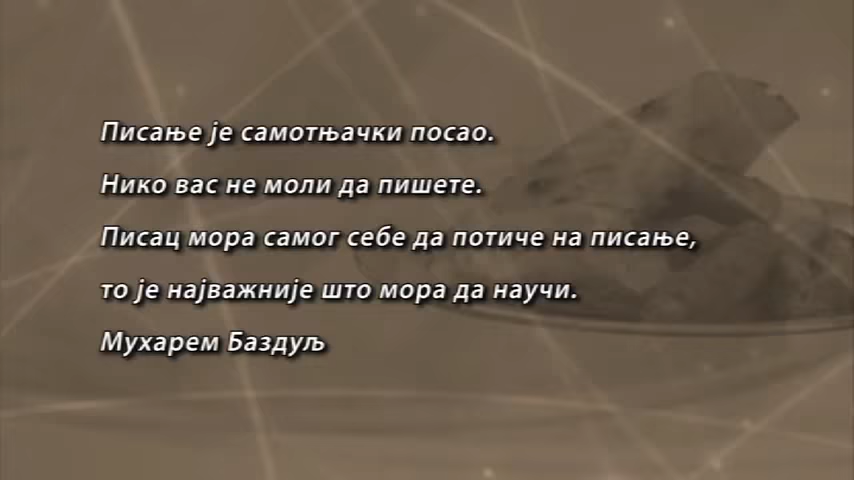 Писање је самотњачки посао.
Нико вас не моли да пишете.
Писац мора самог себе да потиче на писање,
то је најважније што мора да научи.
Мухарем Баздуљ